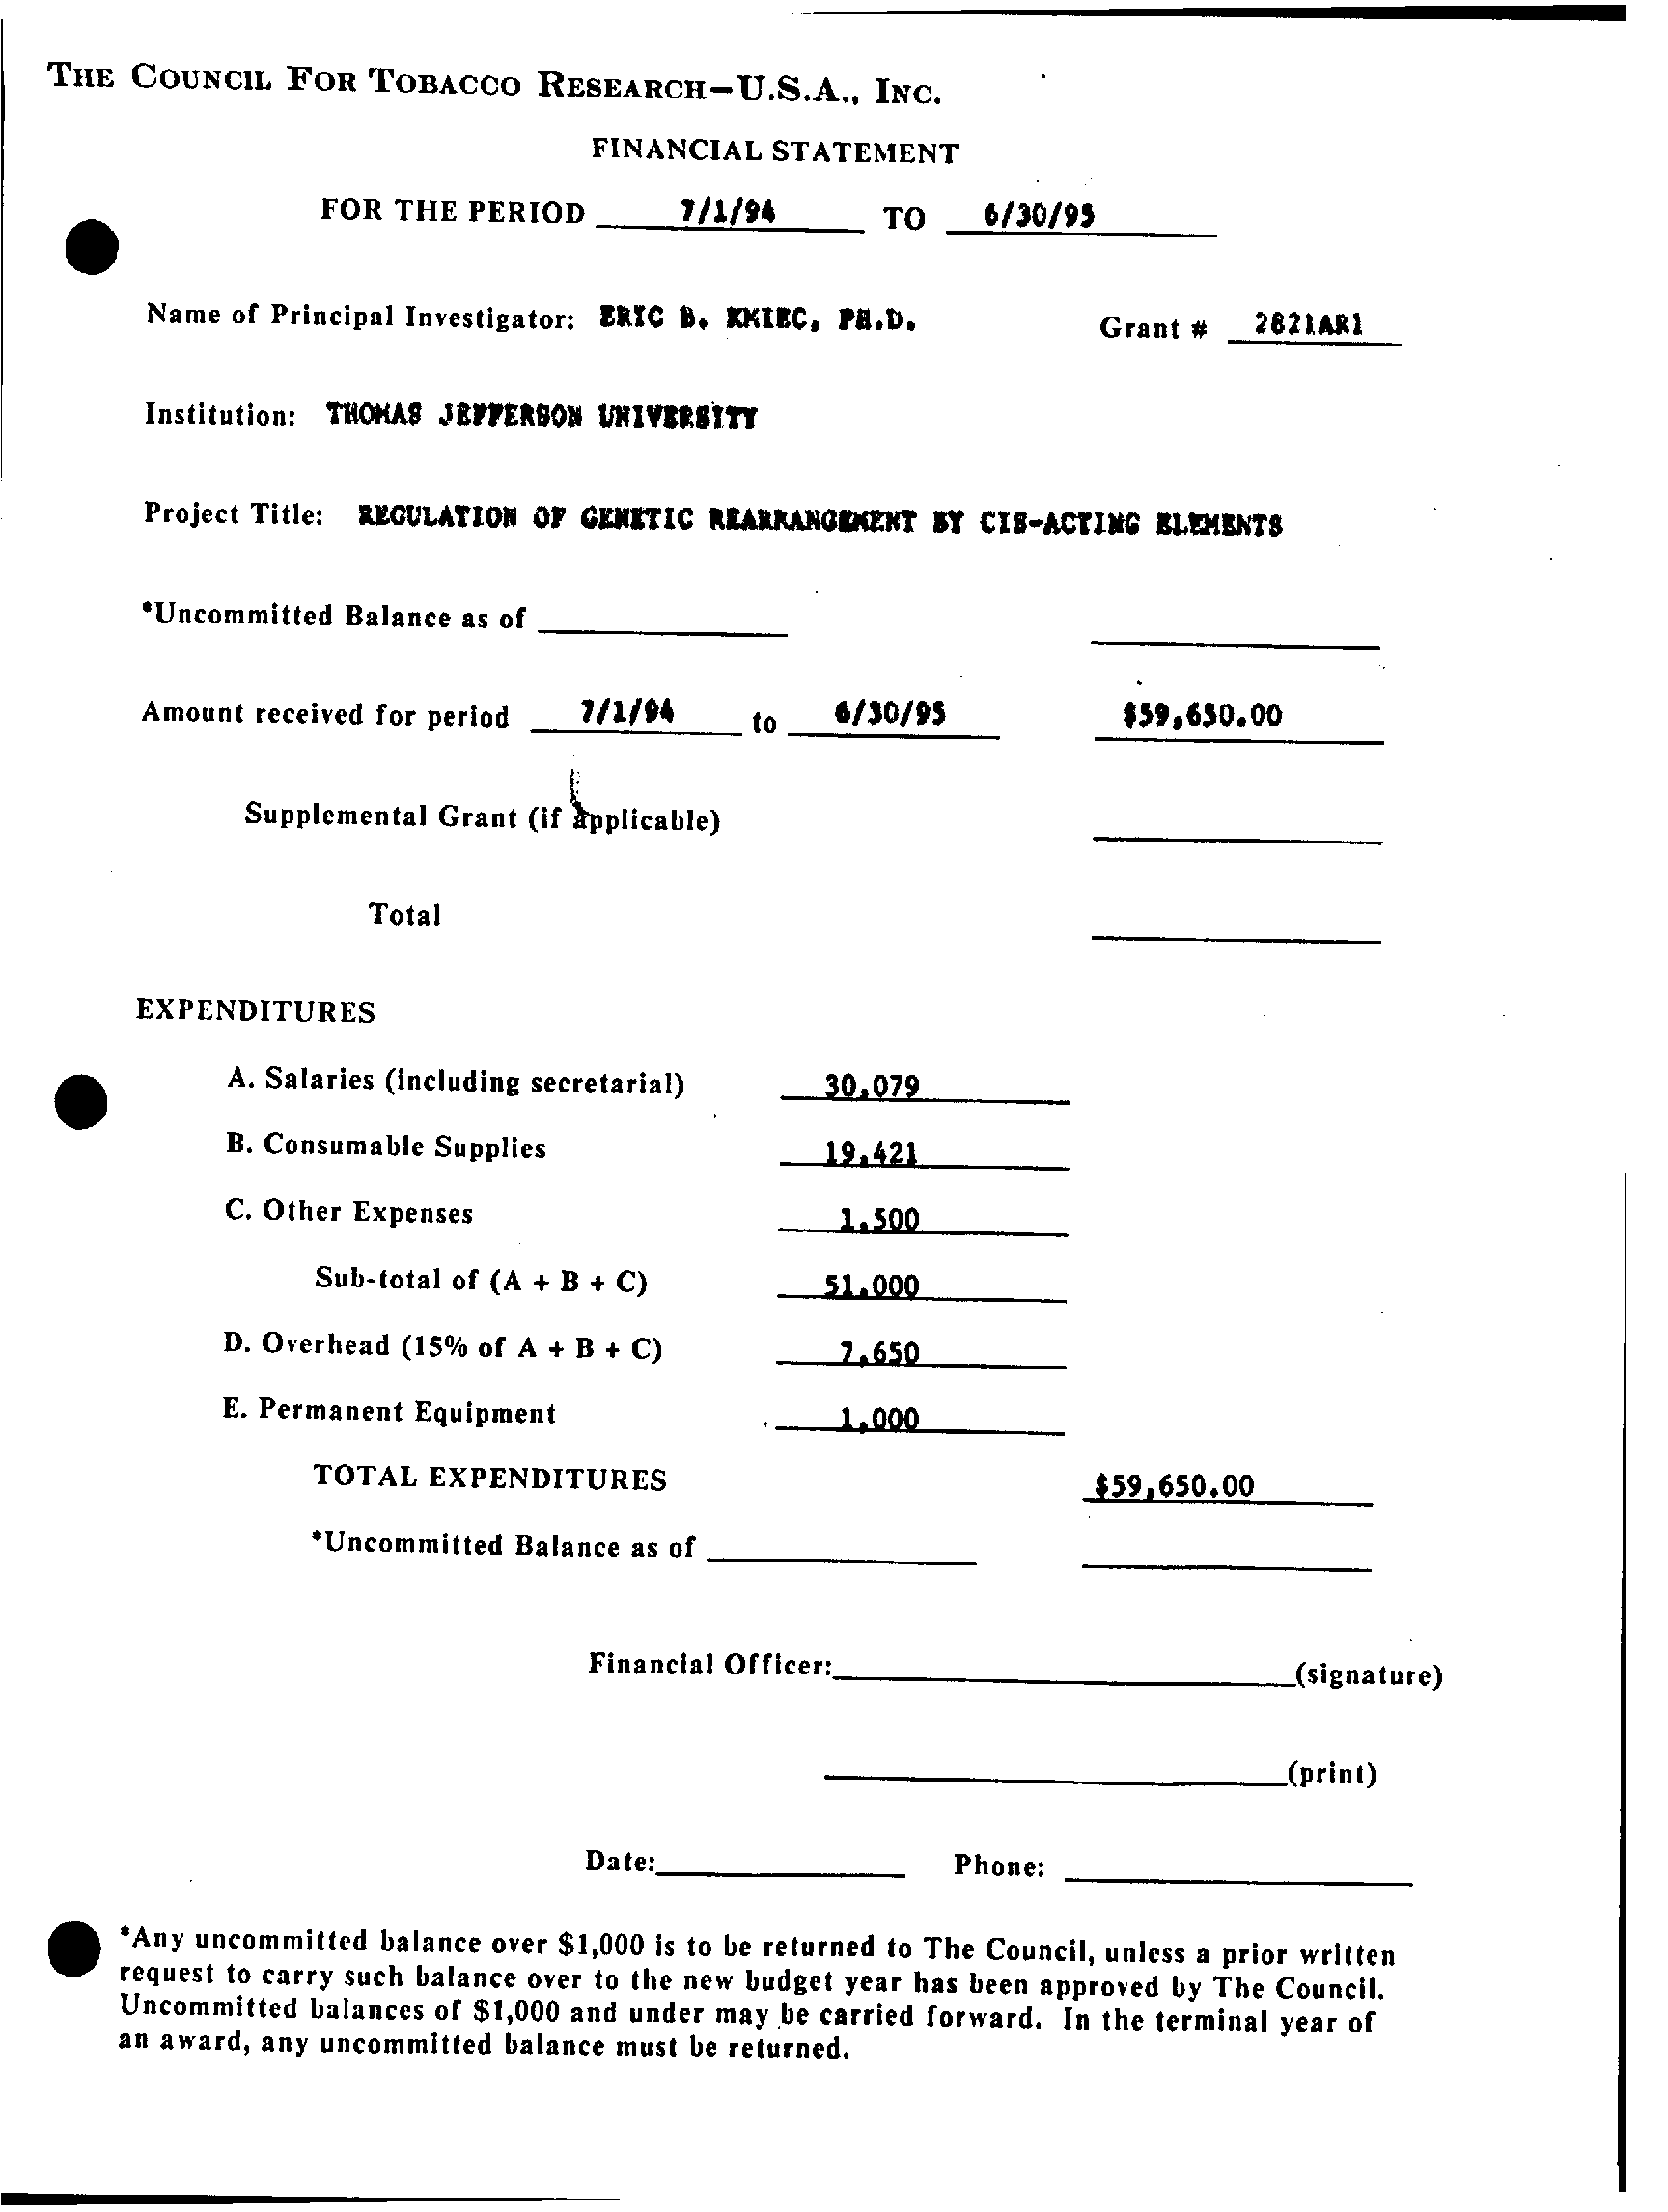 THE COUNCIL FOR TOBACCO RESEARCH-U.S.A., INC.
FINANCIAL STATEMENT
FOR THE PERIOD 7/1/94 TO 6/30/95
Name of Principal Investigator: ERIC B. KMIEC, PH.D. Grant # 2821AR1
Institution: THOMAS JEFFERSON UNIVERSITY
Project Title: REGULATION OF GENETIC REARRANGEMENT BY CIS-ACTING ELEMENTS
*Uncommitted Balance as of
Amount received for period 7/1/94 to 6/30/95 $59,650.00
Supplemental Grant (if applicable)
Total
EXPENDITURES
A. Salaries (including secretarial) 30,079
B. Consumable Supplies 19,421
C. Other Expenses 1,500
Sub-total of (A + B + C) 51,000
D. Overhead (15% of A + B + C) 7,650
E. Permanent Equipment 1,000
TOTAL EXPENDITURES $59,650.00
*Uncommitted Balance as of
Financial Officer: (signature)
(print)
Date: Phone:
*Any uncommitted balance over $1,000 is to be returned to The Council, unless a prior written
request to carry such balance over to the new budget year has been approved by The Council.
Uncommitted balances of $1,000 and under may be carried forward. In the terminal year of
an award, any uncommitted balance must be returned.